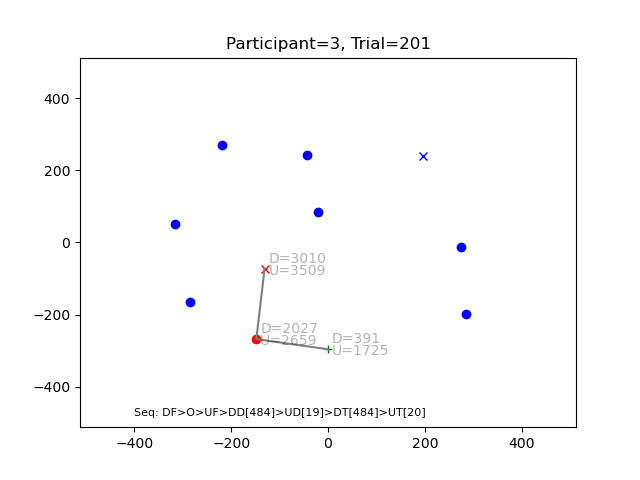 Participant=3, Trial=201
400
200
0
−200
−400
D=3010
U=3509
D=2027
U=2659
D=391
U=1725
Seq: DF>O>UF>DD[484]>UD[19]>DT[484]>UT[20]
−400 −200 0 200 400